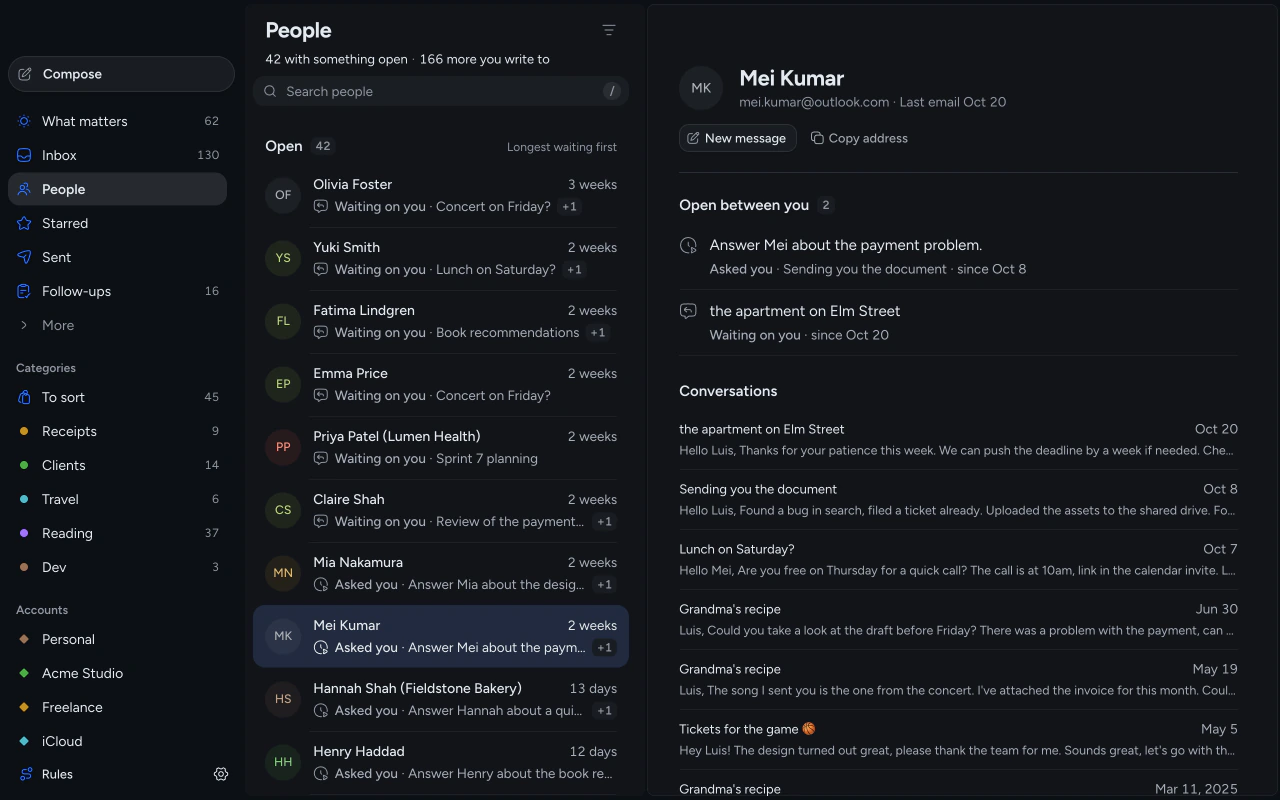 Compose
What matters 62
Inbox 130
People
Starred
Sent
Follow-ups 16
More
Categories
To sort 45
Receipts 9
Clients 14
Travel 6
Reading 37
Dev 3
Accounts
Personal
Acme Studio
Freelance
iCloud
Rules
People
42 with something open · 166 more you write to
Search people /
Open 42 Longest waiting first
OF Olivia Foster 3 weeks
Waiting on you · Concert on Friday? +1
YS Yuki Smith 2 weeks
Waiting on you · Lunch on Saturday? +1
FL Fatima Lindgren 2 weeks
Waiting on you · Book recommendations +1
EP Emma Price 2 weeks
Waiting on you · Concert on Friday?
PP Priya Patel (Lumen Health) 2 weeks
Waiting on you · Sprint 7 planning
CS Claire Shah 2 weeks
Waiting on you · Review of the payment... +1
MN Mia Nakamura 2 weeks
Asked you · Answer Mia about the desig... +1
MK Mei Kumar 2 weeks
Asked you · Answer Mei about the paym... +1
HS Hannah Shah (Fieldstone Bakery) 13 days
Asked you · Answer Hannah about a qui... +1
HH Henry Haddad 12 days
Asked you · Answer Henry about the book re...
MK Mei Kumar
mei.kumar@outlook.com · Last email Oct 20
New message Copy address
Open between you 2
Answer Mei about the payment problem.
Asked you · Sending you the document · since Oct 8
the apartment on Elm Street
Waiting on you · since Oct 20
Conversations
the apartment on Elm Street Oct 20
Hello Luis, Thanks for your patience this week. We can push the deadline by a week if needed. Che...
Sending you the document Oct 8
Hello Luis, Found a bug in search, filed a ticket already. Uploaded the assets to the shared drive. Fo...
Lunch on Saturday? Oct 7
Hello Mei, Are you free on Thursday for a quick call? The call is at 10am, link in the calendar invite. L...
Grandma's recipe Jun 30
Luis, Could you take a look at the draft before Friday? There was a problem with the payment, can ...
Grandma's recipe May 19
Luis, The song I sent you is the one from the concert. I've attached the invoice for this month. Coul...
Tickets for the game 🏀 May 5
Hey Luis! The design turned out great, please thank the team for me. Sounds great, let's go with th...
Grandma's recipe Mar 11, 2025